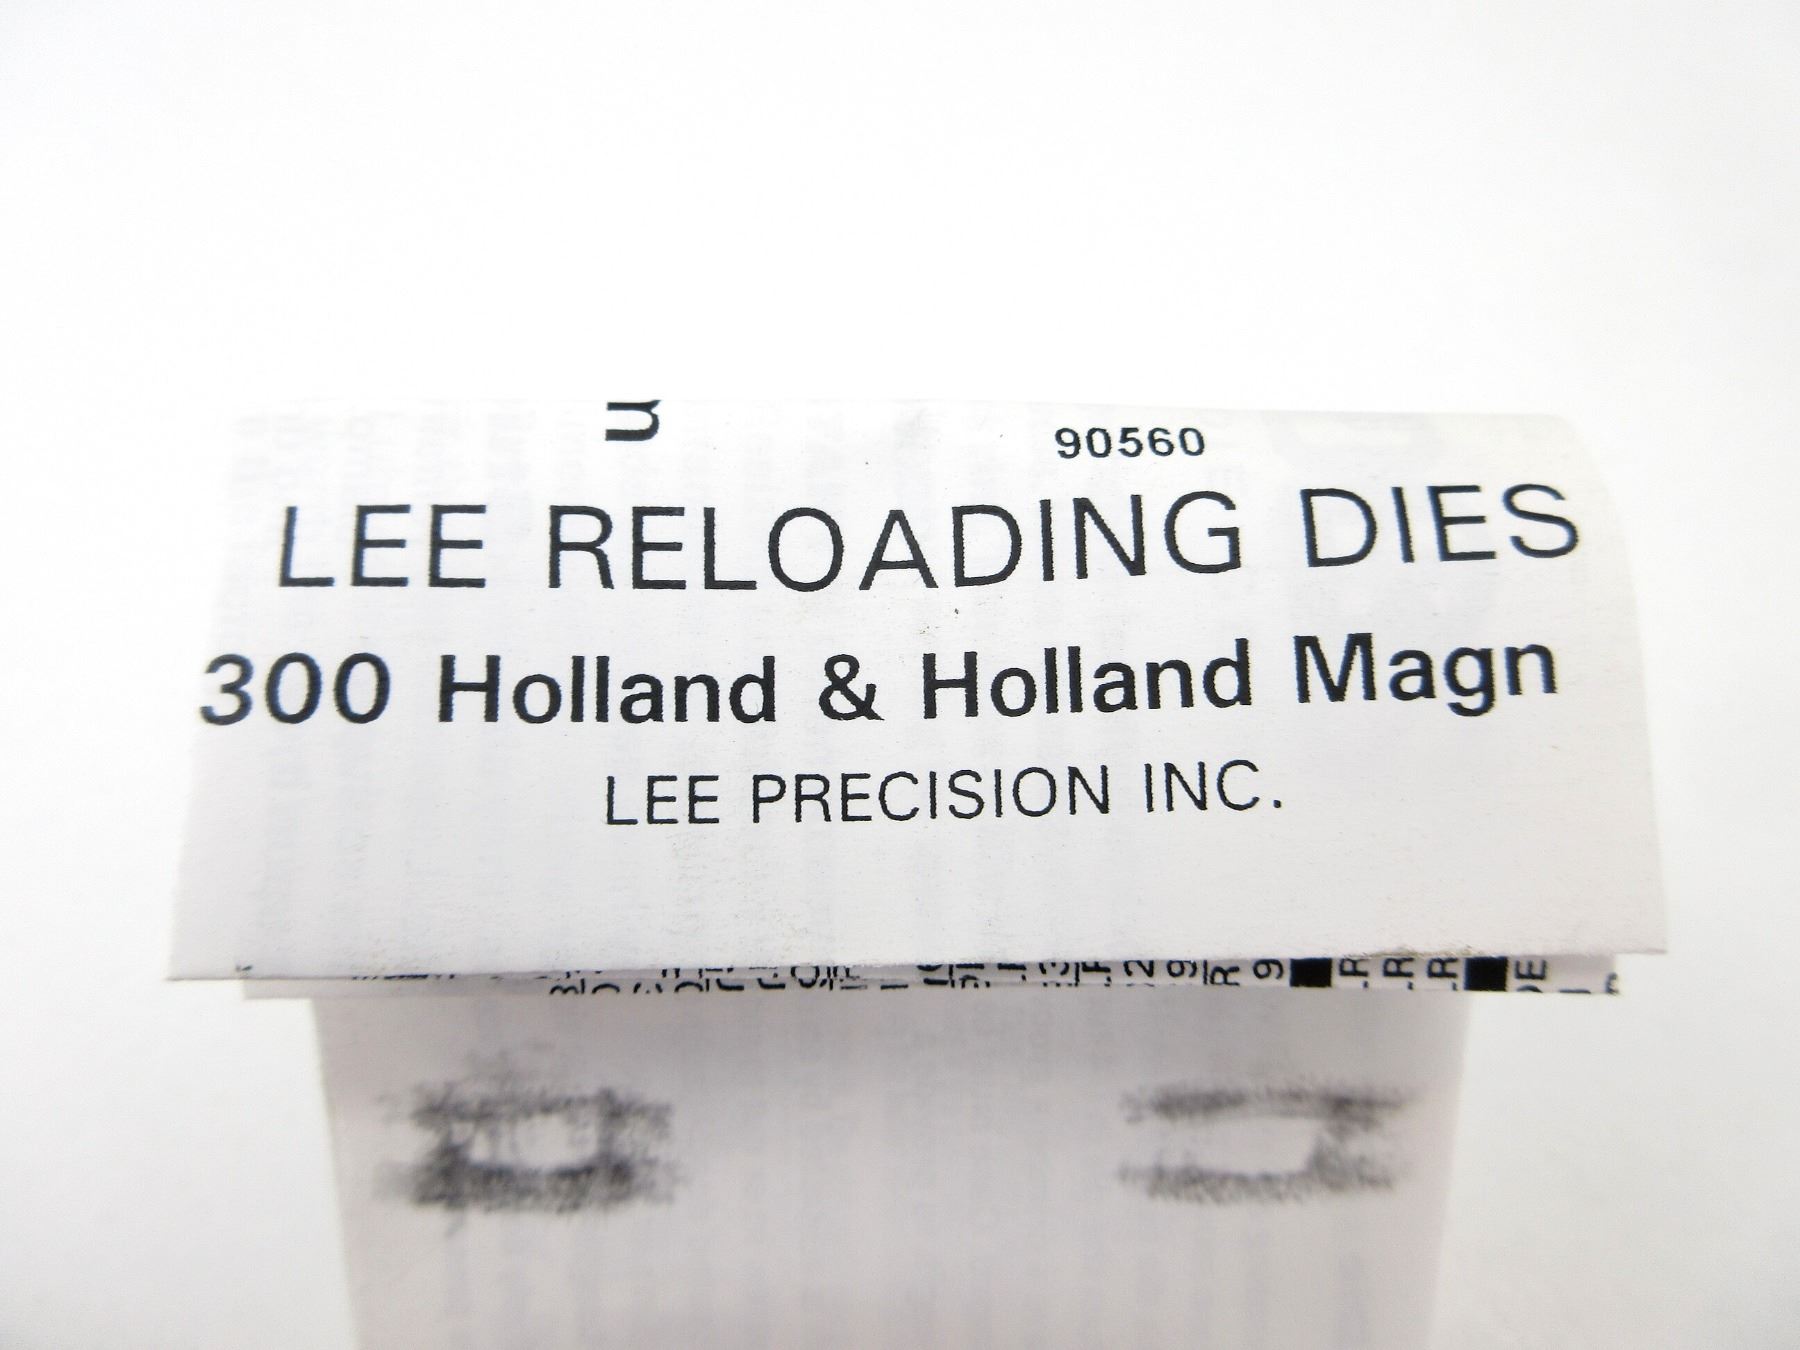 90560
LEE RELOADING DIES
300 Holland & Holland Magn
LEE PRECISION INC.